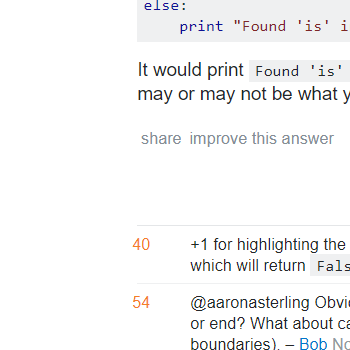 else:
print "Found 'is' i
It would print Found 'is'
may or may not be what y
share improve this answer
40 +1 for highlighting the
which will return Fals
54 @aaronasterling Obvi
or end? What about ca
boundaries). – Bob No